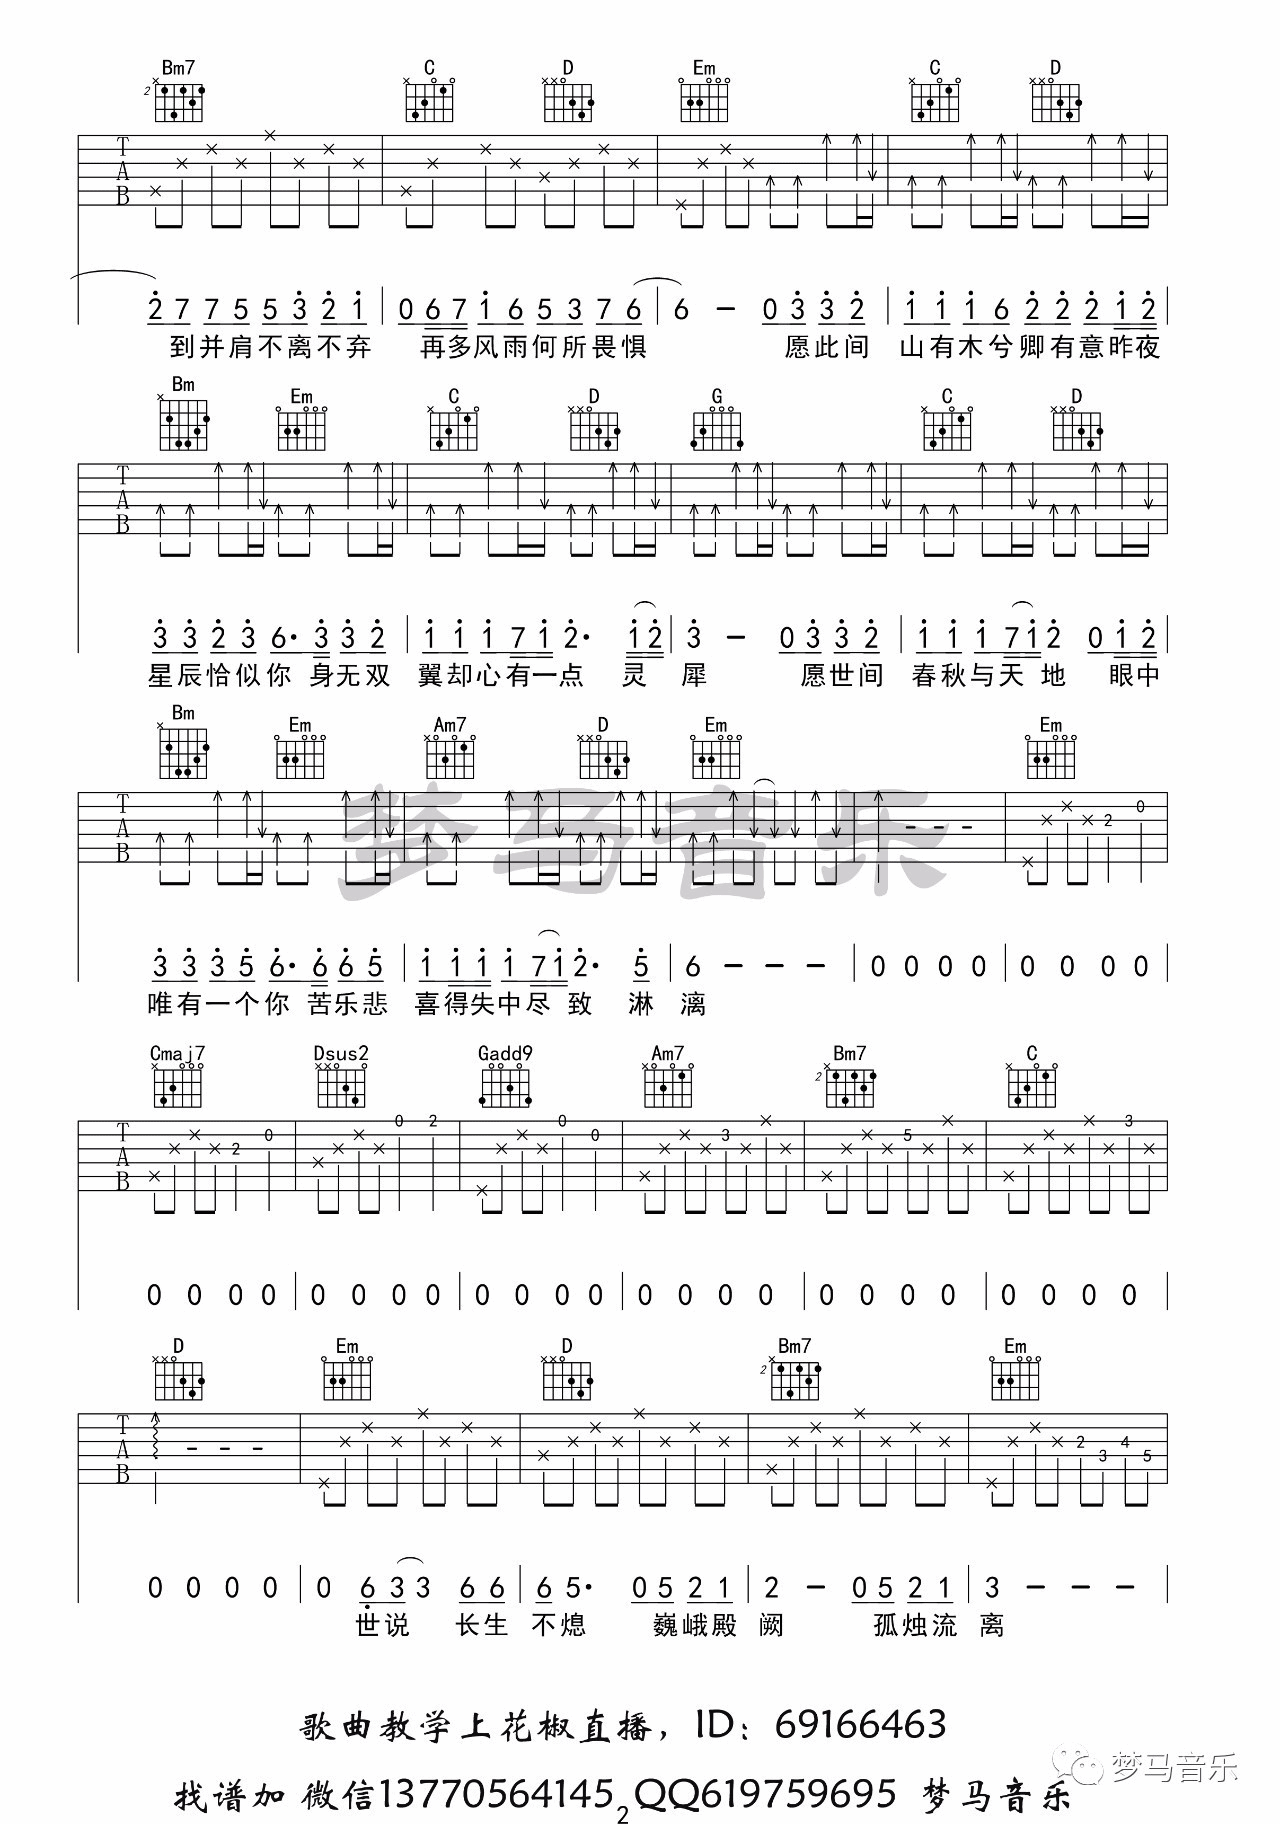 Bm7 C D Em C D
2
T
A
B
2 7 7 5 5 3 2 1 0 6 7 1 6 5 3 7 6 6 － 0 3 3 2 1 1 1 6 2 2 2 1 2
到并肩不离不弃 再多风雨何所畏惧 愿此间 山有木兮卿有意昨夜
Bm Em C D G C D
T
A
B
3 3 2 3 6· 3 3 2 1 1 1 7 1 2· 1 2 3 － 0 3 3 2 1 1 1 7 1 2 0 1 2
星辰恰似你 身无双 翼却心有一点 灵 犀 愿世间 春秋与天地 眼中
Bm Em Am7 D Em Em
T
A
B
- - - 2 0
梦马音乐
3 3 3 5 6· 6 6 5 1 1 1 1 7 1 2· 5 6 － － － 0 0 0 0 0 0 0 0
唯有一个你 苦乐悲 喜得失中尽致 淋 漓
Cmaj7 Dsus2 Gadd9 Am7 Bm7 C
2
T
A
B
2 0 0 2 0 0 3 5 3
0 0 0 0 0 0 0 0 0 0 0 0 0 0 0 0 0 0 0 0 0 0 0 0
D Em D Bm7 Em
2
T
A
B
- - - 2 3 4 5
0 0 0 0 0 6 3 3 6 6 6 5· 0 5 2 1 2 － 0 5 2 1 3 － － －
世说 长生 不熄 巍峨殿 阙 孤烛流 离
歌曲教学上花椒直播，ID：69166463
找谱加 微信13770564145 QQ619759695 梦马音乐
2
梦马音乐